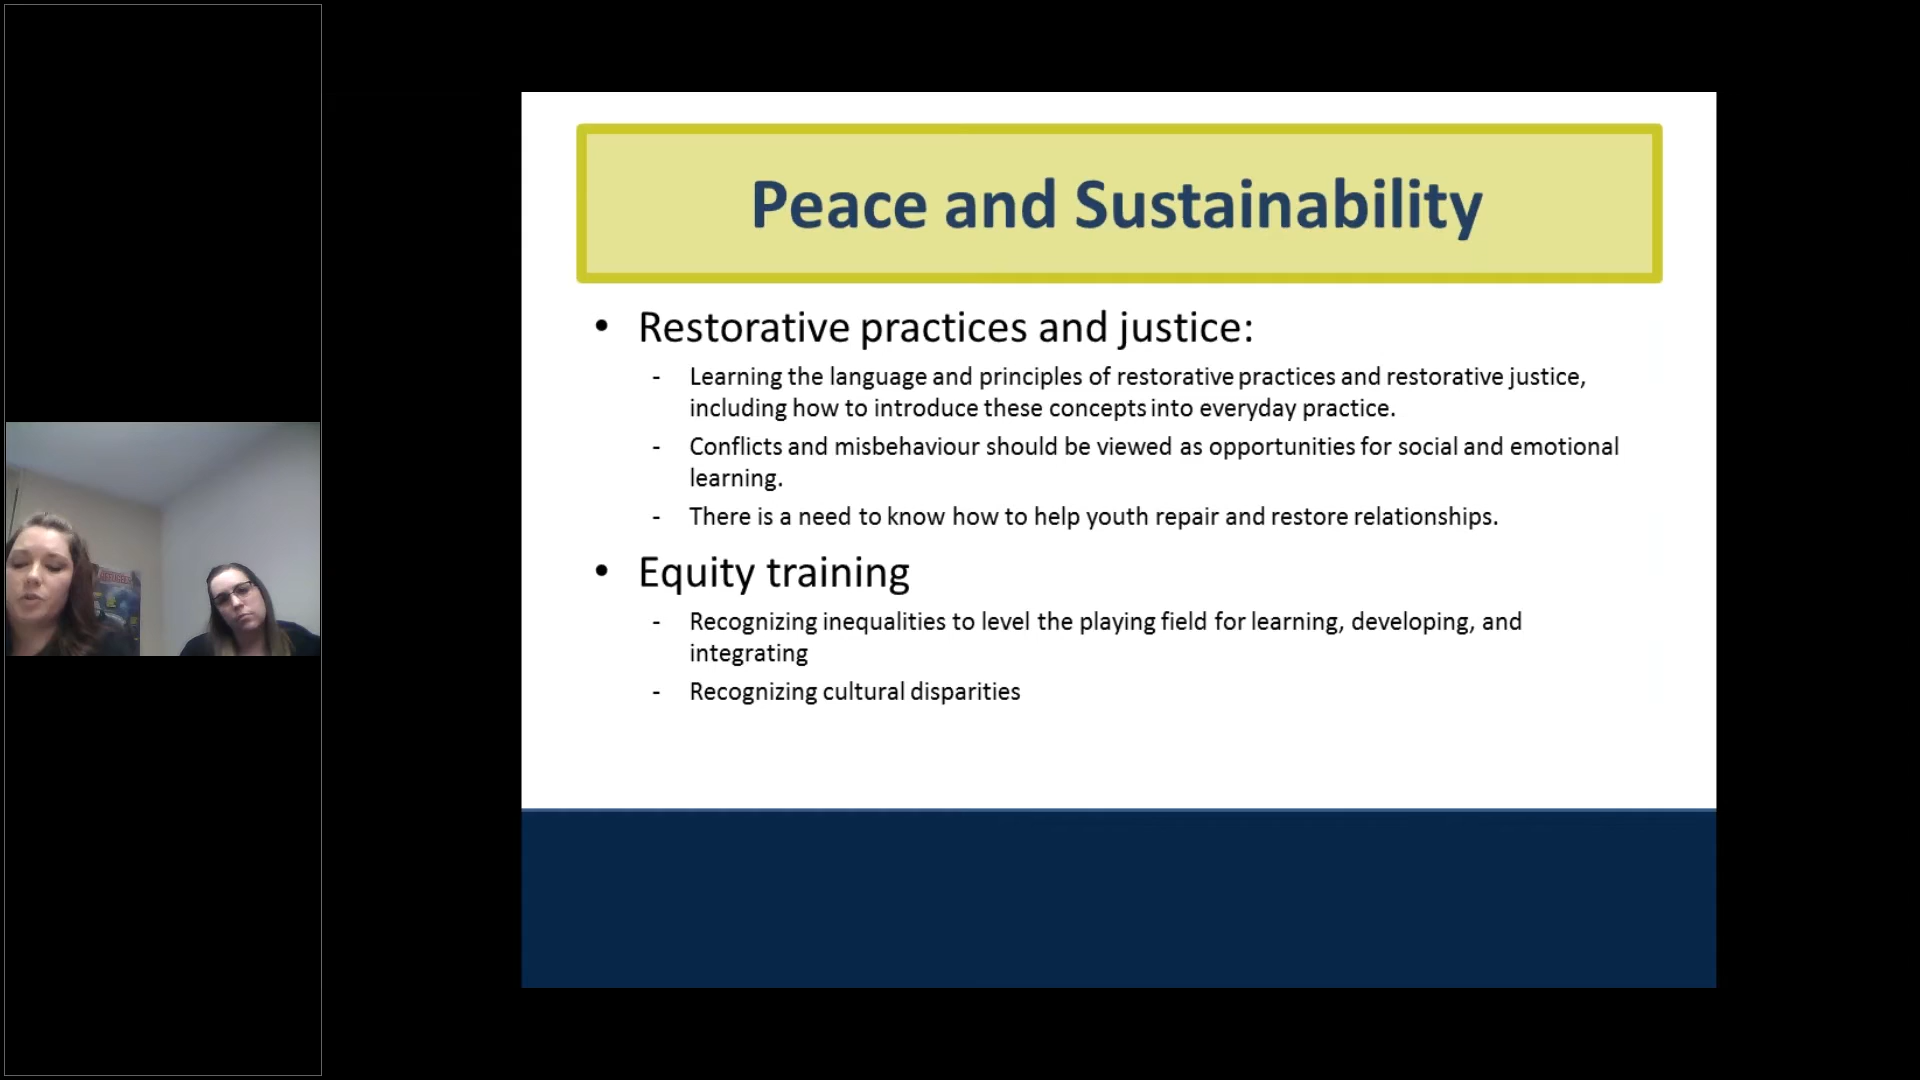 Peace and Sustainability
• Restorative practices and justice:
- Learning the language and principles of restorative practices and restorative justice,
including how to introduce these concepts into everyday practice.
- Conflicts and misbehaviour should be viewed as opportunities for social and emotional
learning.
- There is a need to know how to help youth repair and restore relationships.
• Equity training
- Recognizing inequalities to level the playing field for learning, developing, and
integrating
- Recognizing cultural disparities